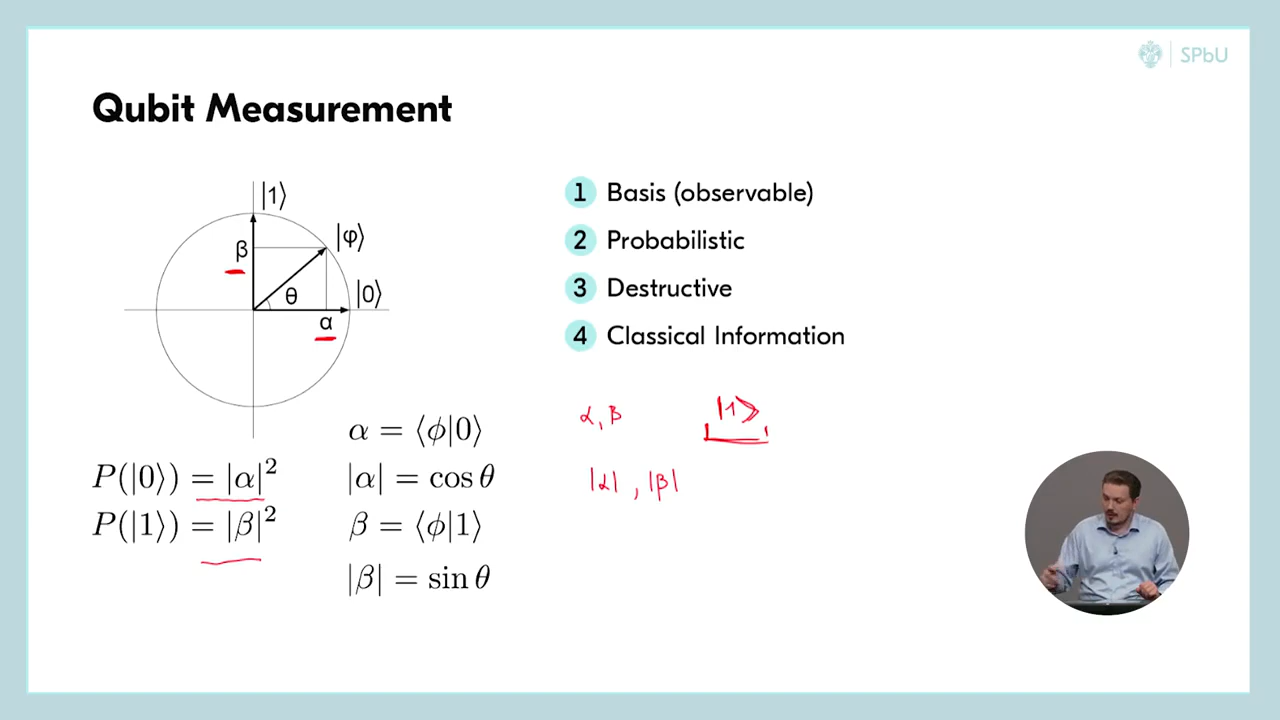 SPbU
Qubit Measurement
|1⟩
β
|φ⟩
θ
|0⟩
α
1 Basis (observable)
2 Probabilistic
3 Destructive
4 Classical Information
α = ⟨ϕ|0⟩
P(|0⟩) = |α|² |α| = cos θ
P(|1⟩) = |β|² β = ⟨ϕ|1⟩
|β| = sin θ
α, β |1⟩
|α| , |β|